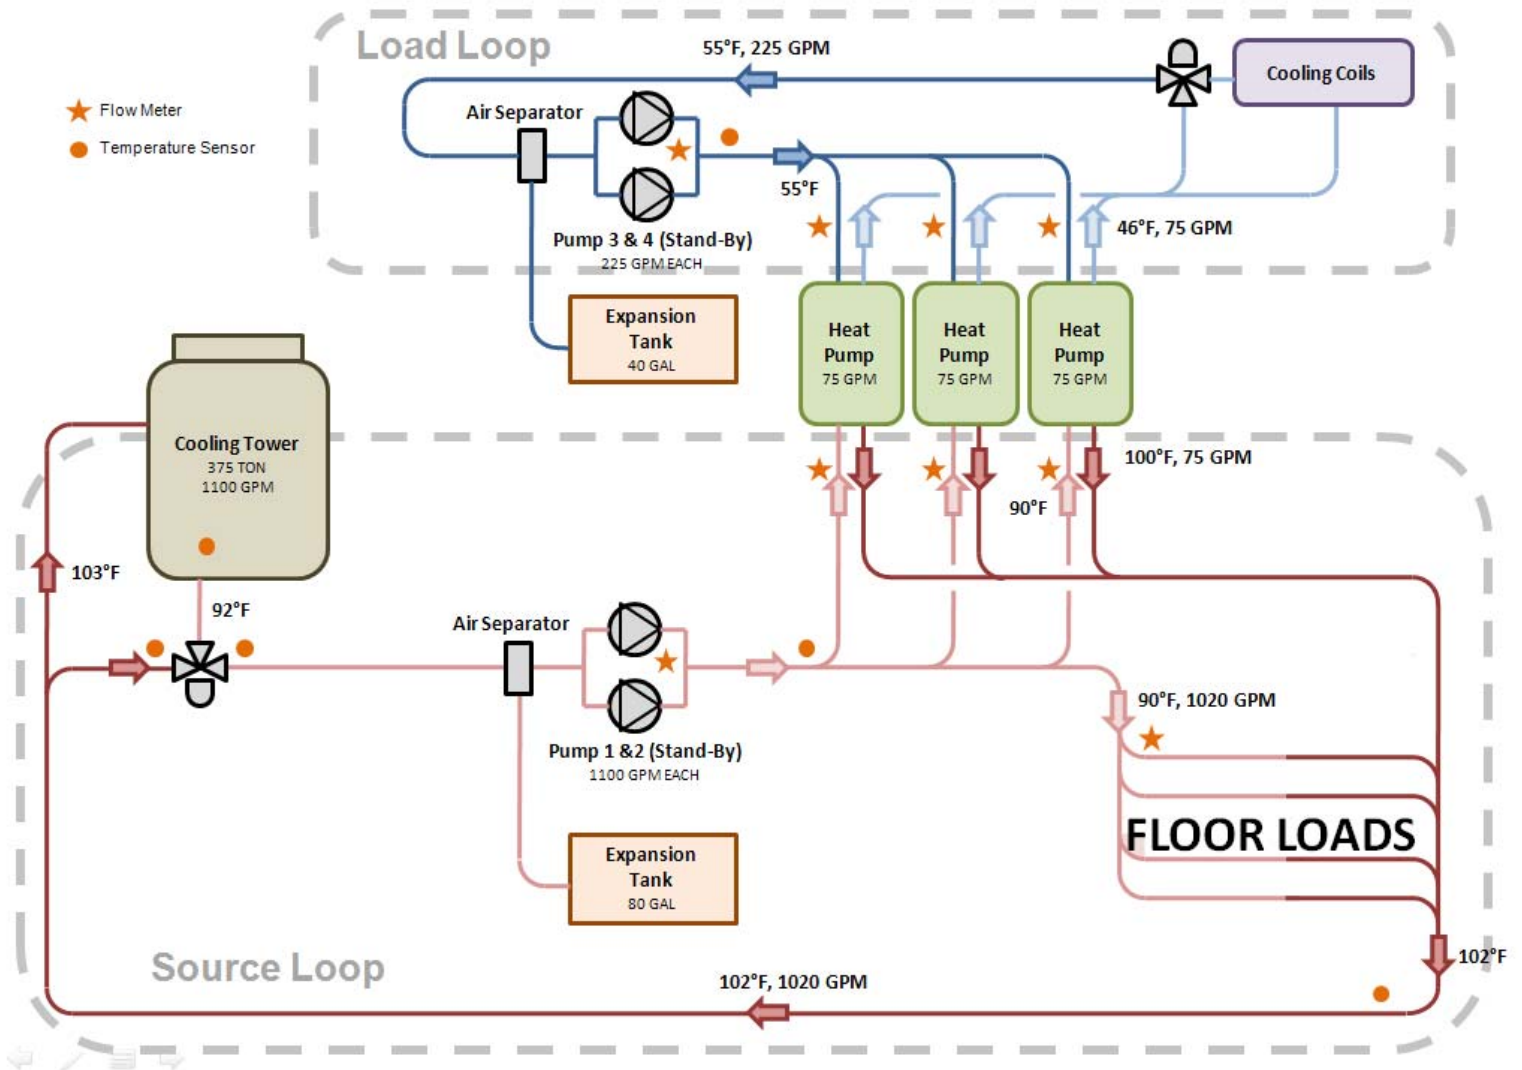 Load Loop
55°F, 225 GPM
Cooling Coils
Flow Meter
Temperature Sensor
Air Separator
55°F
Pump 3 & 4 (Stand-By)
225 GPM EACH
46°F, 75 GPM
Expansion
Tank
40 GAL
Heat
Pump
75 GPM
Heat
Pump
75 GPM
Heat
Pump
75 GPM
Cooling Tower
375 TON
1100 GPM
100°F, 75 GPM
90°F
103°F
92°F
Air Separator
90°F, 1020 GPM
Pump 1 &2 (Stand-By)
1100 GPM EACH
FLOOR LOADS
Expansion
Tank
80 GAL
Source Loop
102°F
102°F, 1020 GPM